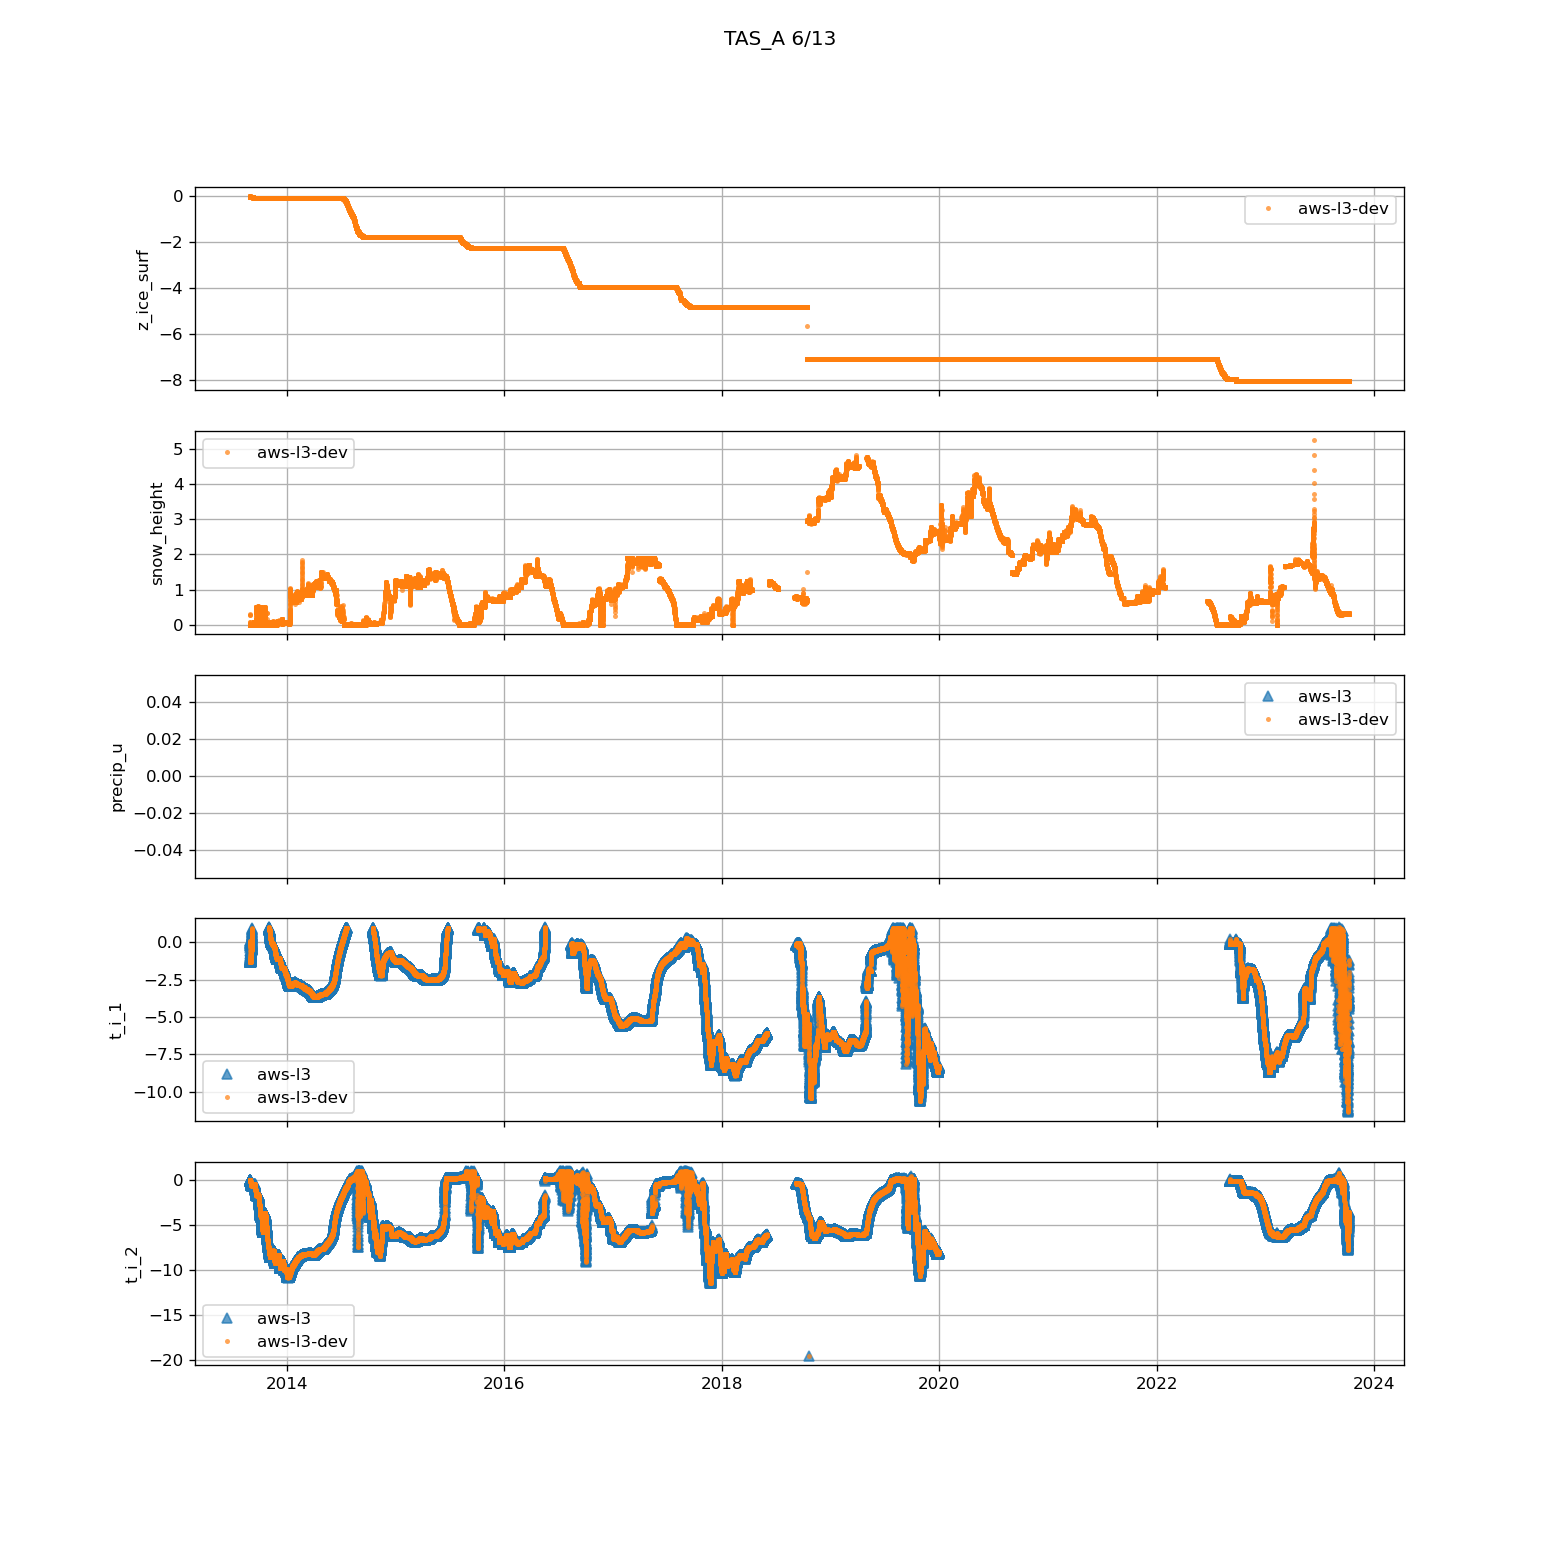 TAS_A 6/13
0
−2
−4
−6
−8
z_ice_surf
aws-l3-dev
5
4
3
2
1
0
snow_height
aws-l3-dev
0.04
0.02
0.00
−0.02
−0.04
precip_u
aws-l3
aws-l3-dev
0.0
−2.5
−5.0
−7.5
−10.0
t_i_1
aws-l3
aws-l3-dev
0
−5
−10
−15
−20
t_i_2
aws-l3
aws-l3-dev
2014 2016 2018 2020 2022 2024